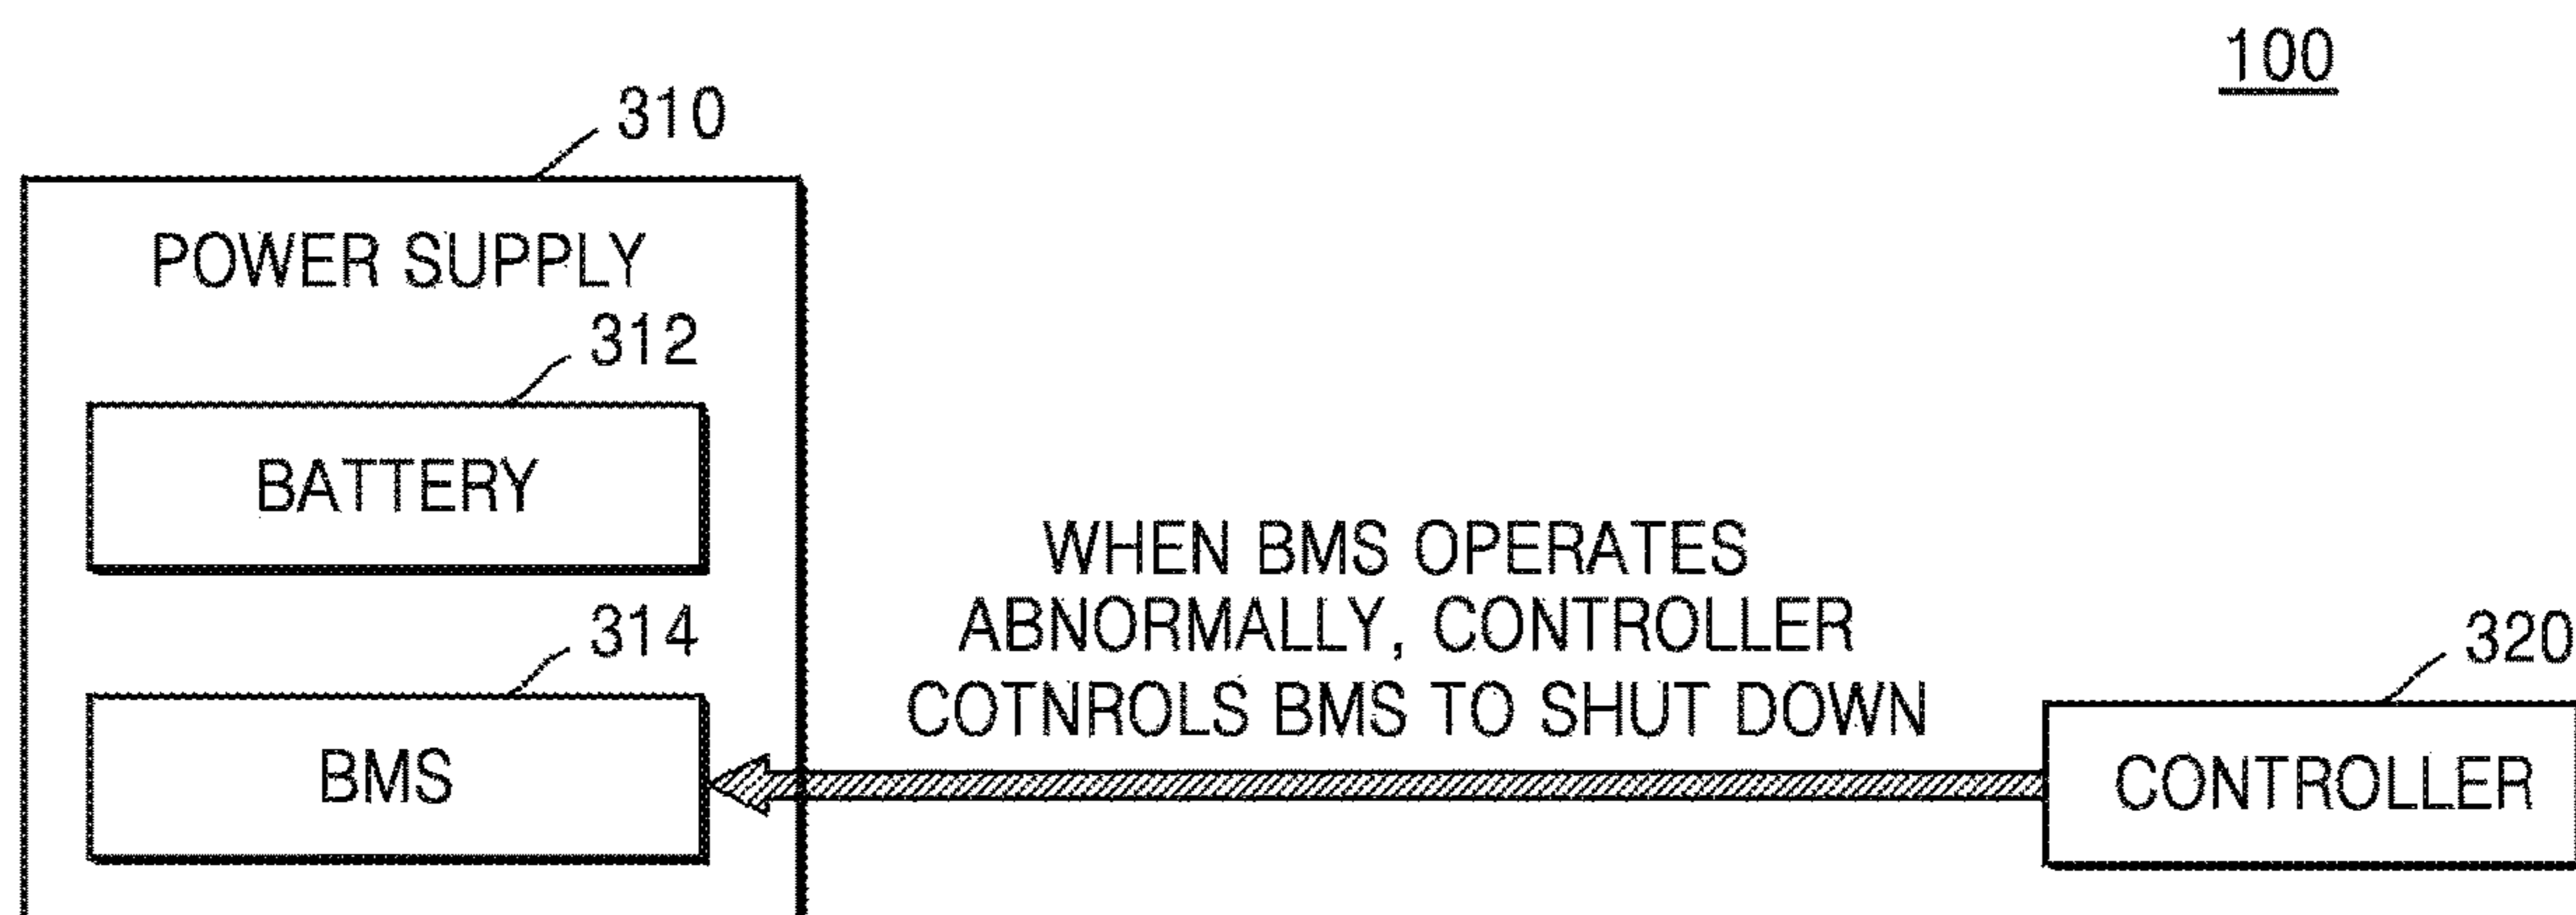 100
310
POWER SUPPLY
312
BATTERY
314
BMS
WHEN BMS OPERATES
ABNORMALLY, CONTROLLER
COTNROLS BMS TO SHUT DOWN
320
CONTROLLER